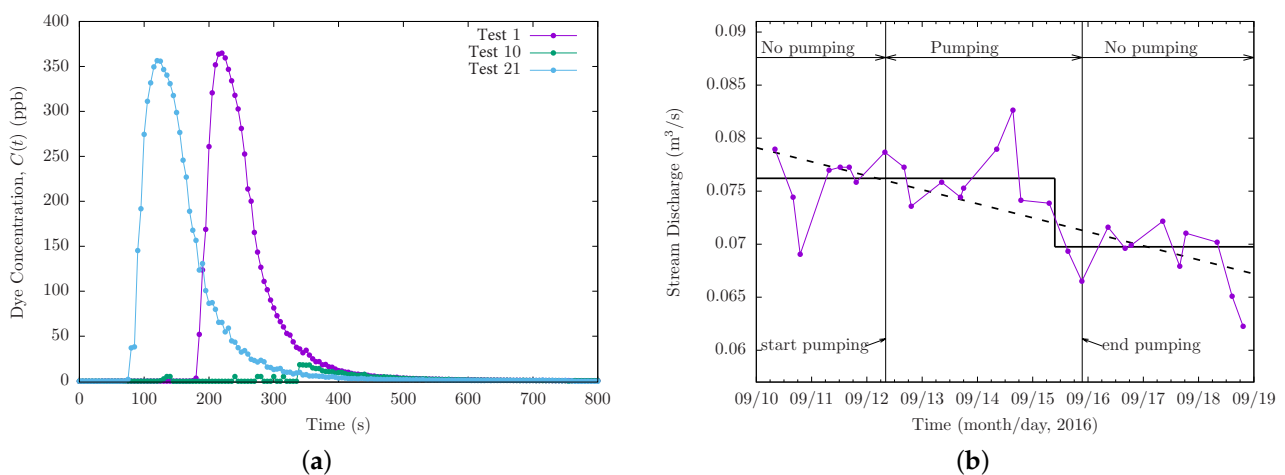 400
350
300
250
200
150
100
50
0
Dye Concentration, C(t) (ppb)
Test 1
Test 10
Test 21
0 100 200 300 400 500 600 700 800
Time (s)
(a)
0.09
0.085
0.08
0.075
0.07
0.065
0.06
Stream Discharge (m³/s)
No pumping Pumping No pumping
start pumping end pumping
09/10 09/11 09/12 09/13 09/14 09/15 09/16 09/17 09/18 09/19
Time (month/day, 2016)
(b)